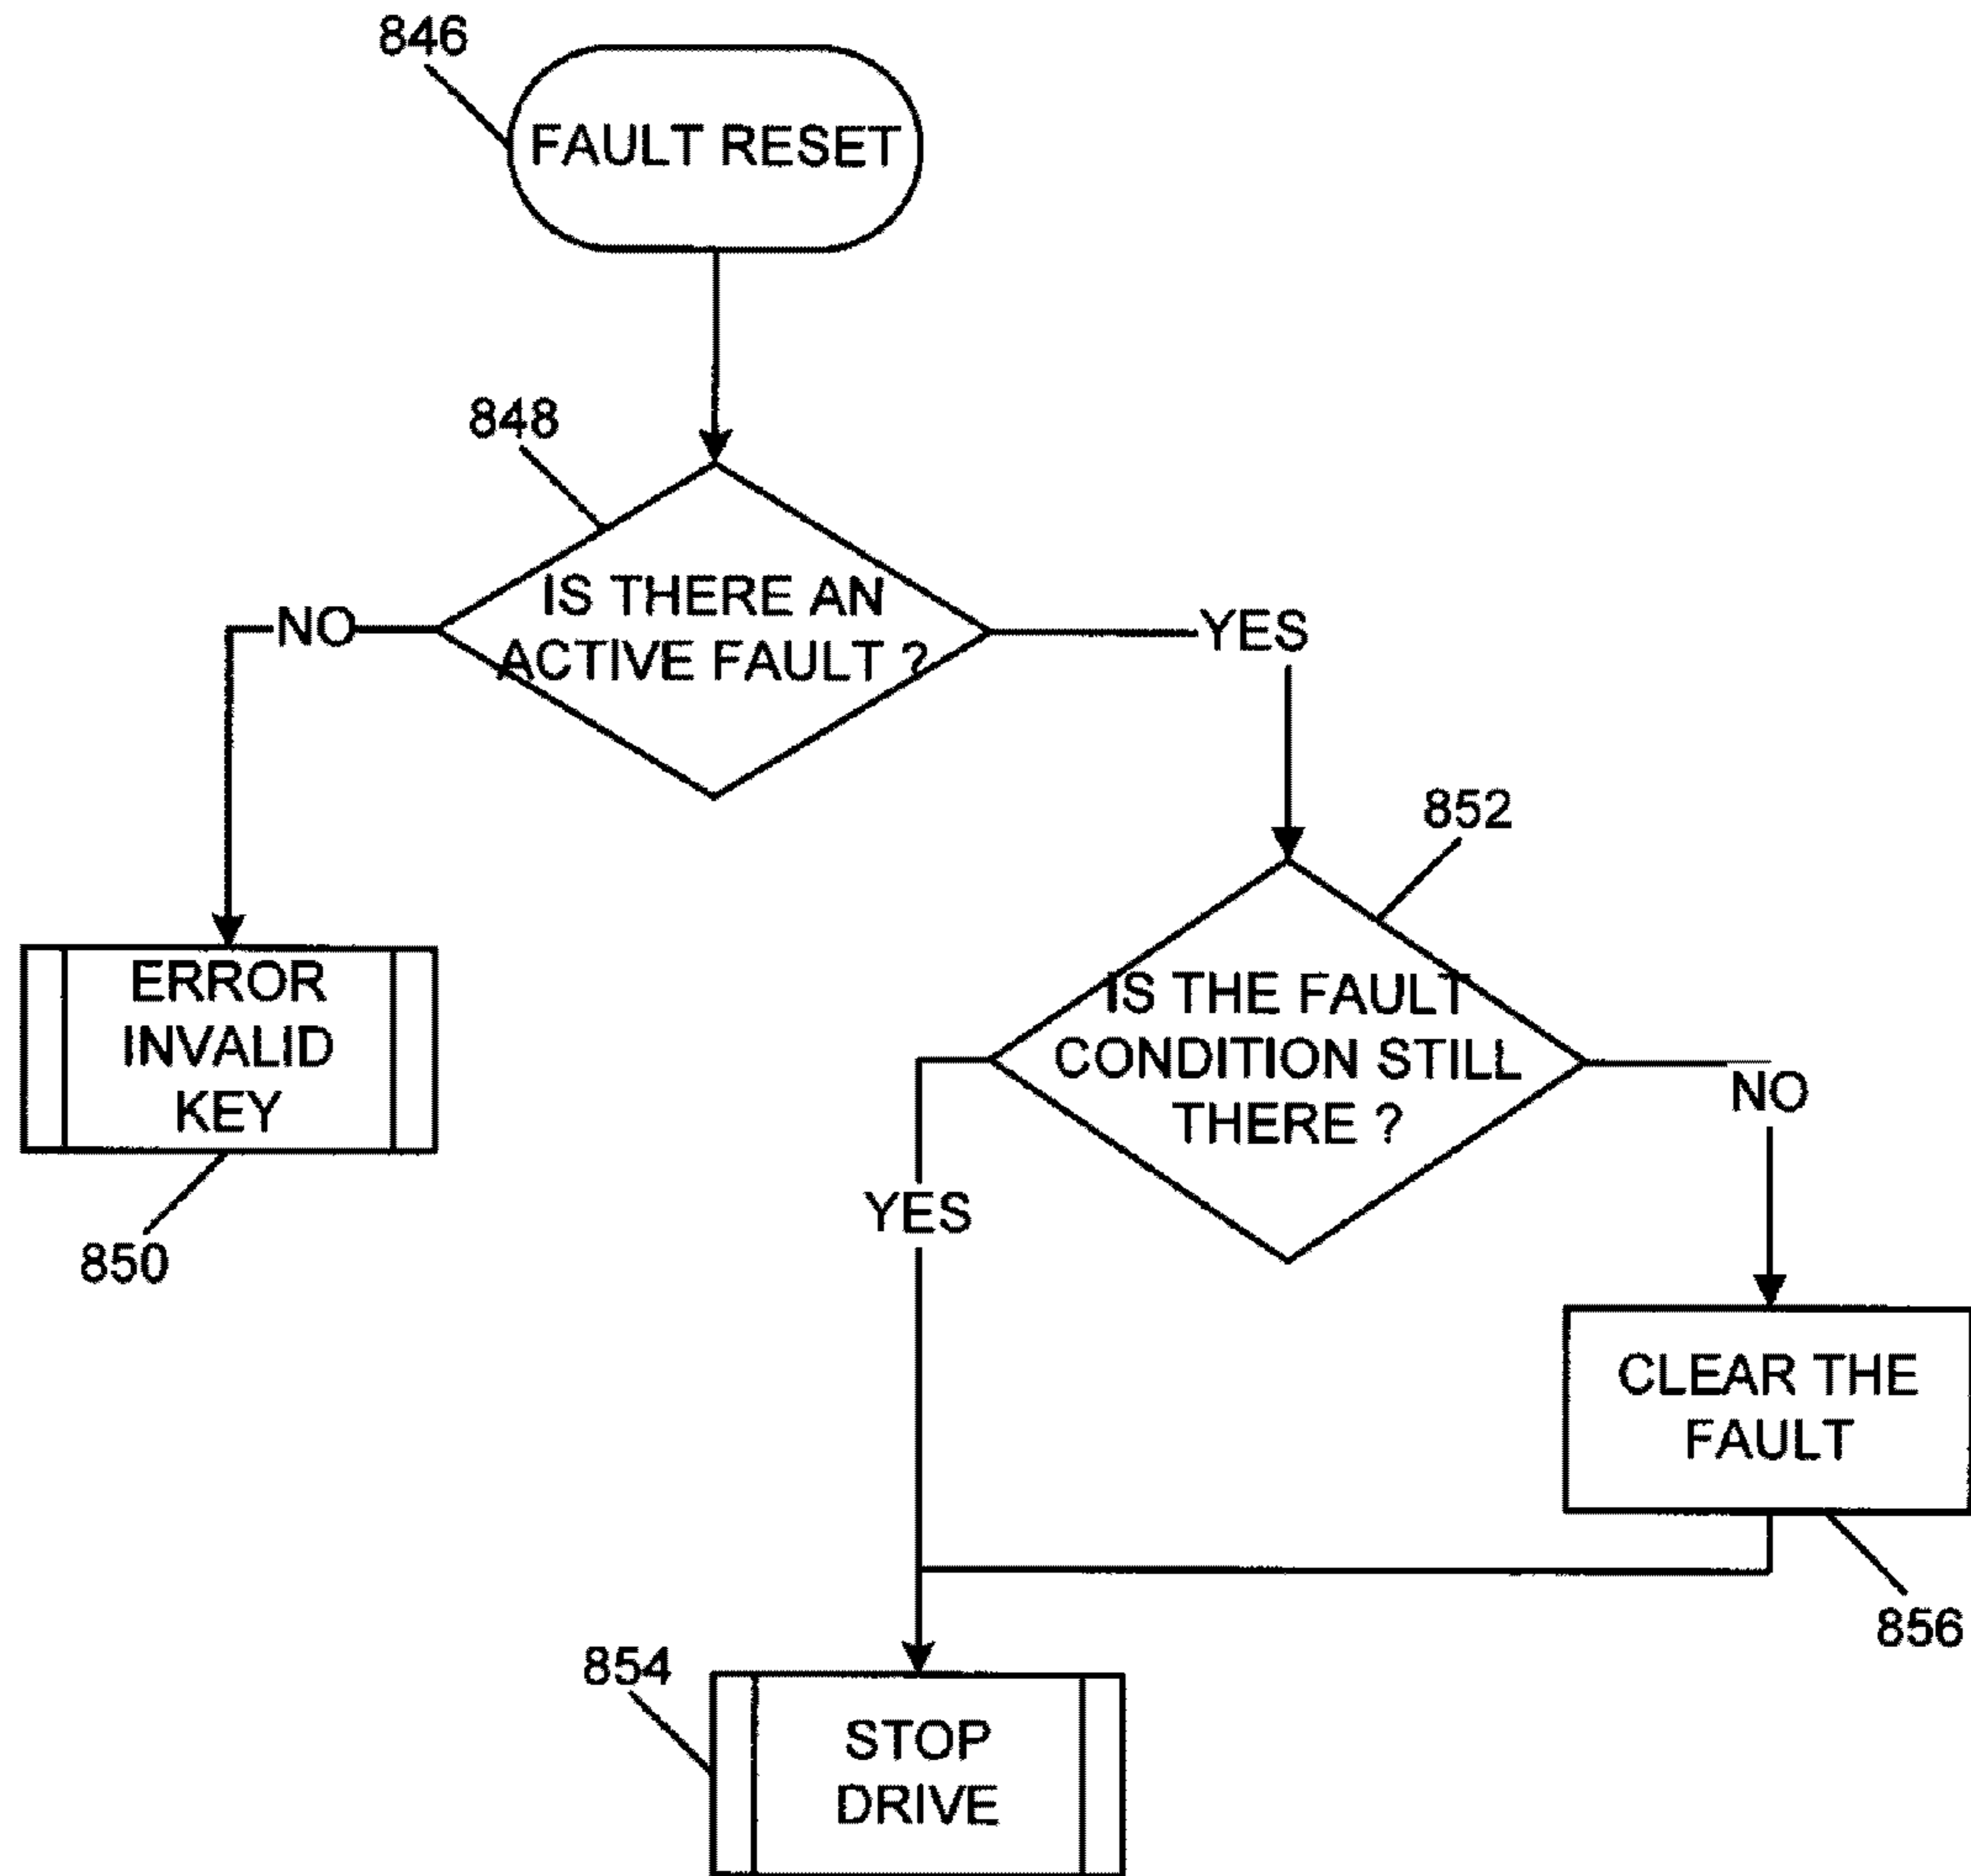 846
FAULT RESET
848
IS THERE AN
ACTIVE FAULT ?
NO
YES
852
ERROR
INVALID
KEY
850
IS THE FAULT
CONDITION STILL
THERE ?
YES
NO
CLEAR THE
FAULT
856
854
STOP
DRIVE